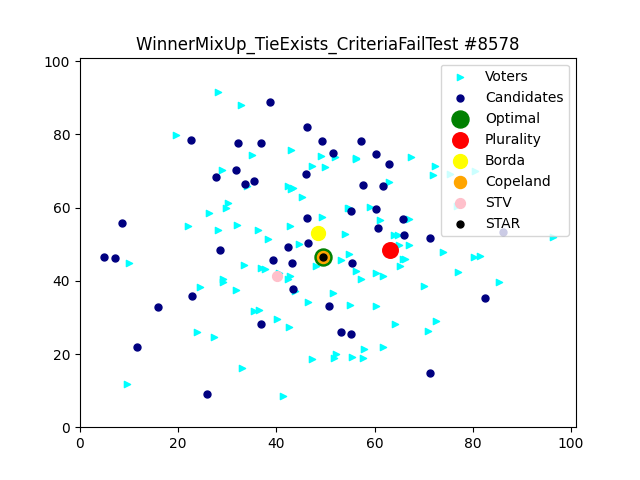 WinnerMixUp_TieExists_CriteriaFailTest #8578
100
80
60
40
20
0
0
20
40
60
80
100
Voters
Candidates
Optimal
Plurality
Borda
Copeland
STV
STAR